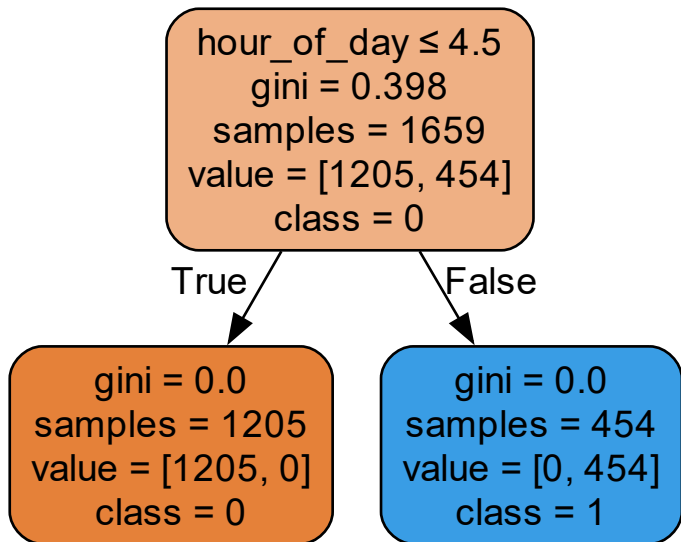 hour_of_day ≤ 4.5
gini = 0.398
samples = 1659
value = [1205, 454]
class = 0
True
False
gini = 0.0
samples = 1205
value = [1205, 0]
class = 0
gini = 0.0
samples = 454
value = [0, 454]
class = 1